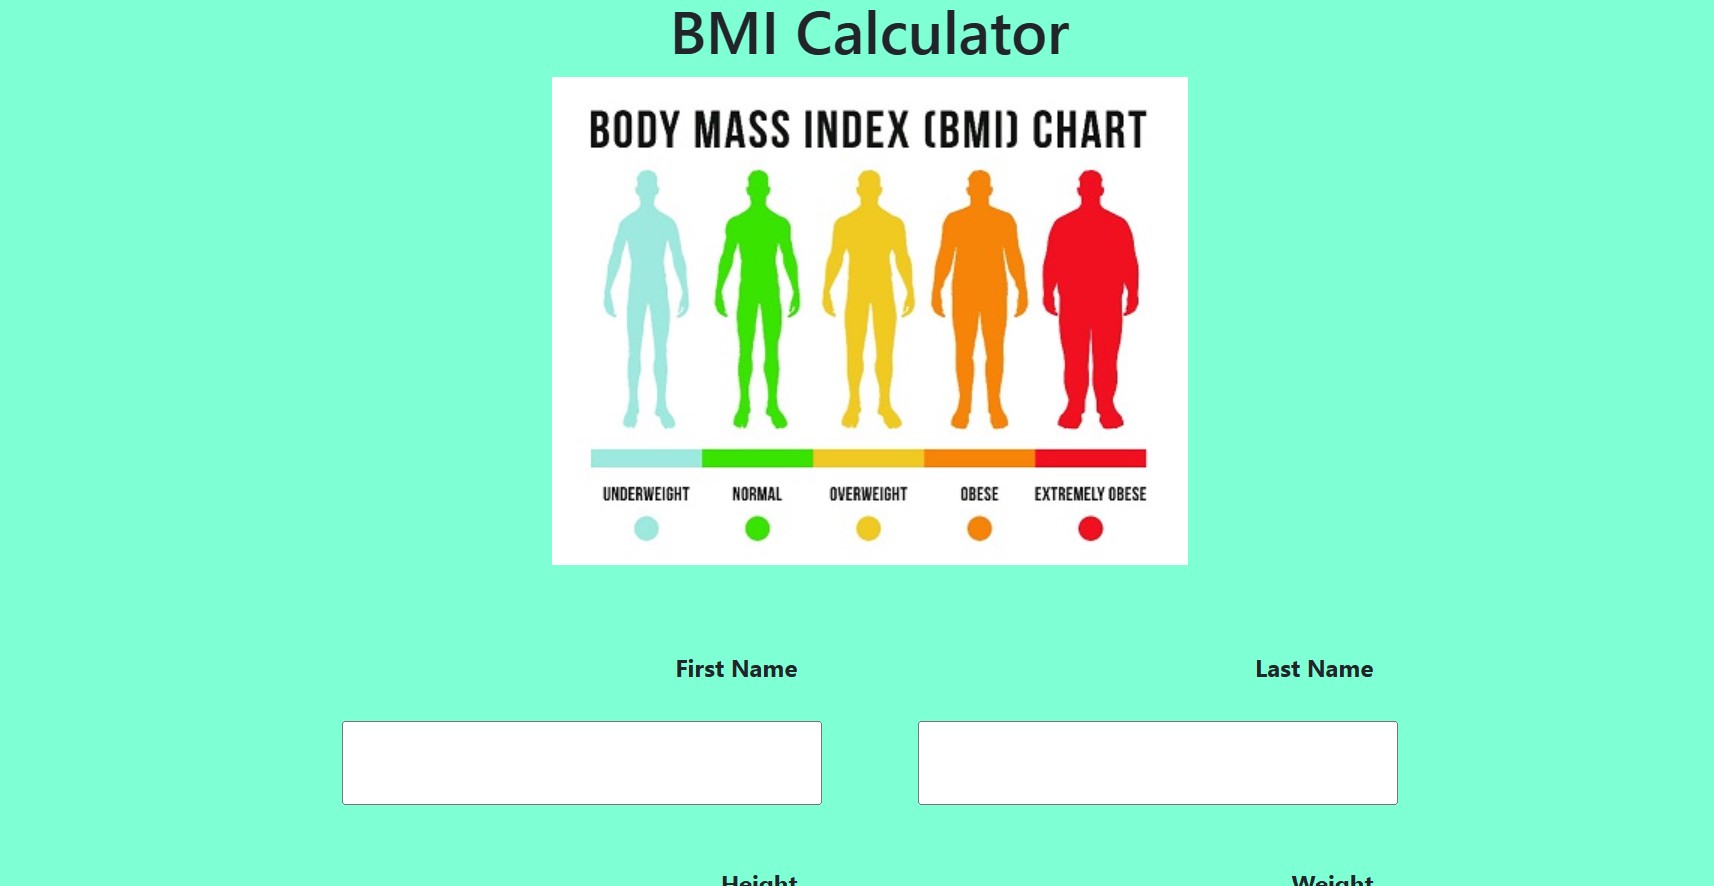 BMI Calculator
BODY MASS INDEX (BMI) CHART
UNDERWEIGHT NORMAL OVERWEIGHT OBESE EXTREMELY OBESE
First Name Last Name
Height Weight